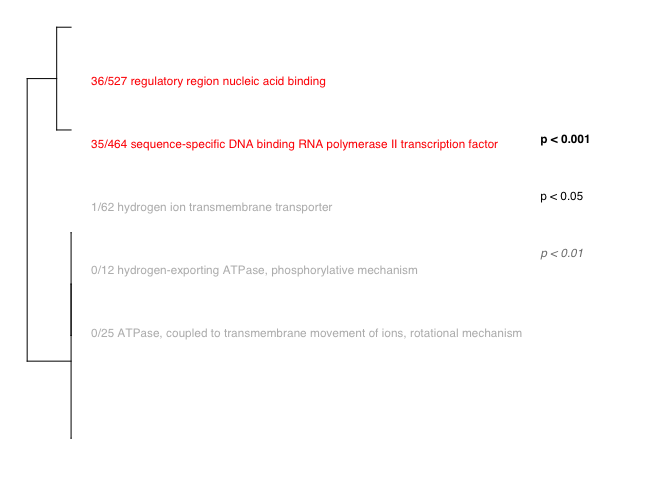 36/527 regulatory region nucleic acid binding
35/464 sequence-specific DNA binding RNA polymerase II transcription factor
p < 0.001
1/62 hydrogen ion transmembrane transporter
p < 0.05
0/12 hydrogen-exporting ATPase, phosphorylative mechanism
p < 0.01
0/25 ATPase, coupled to transmembrane movement of ions, rotational mechanism